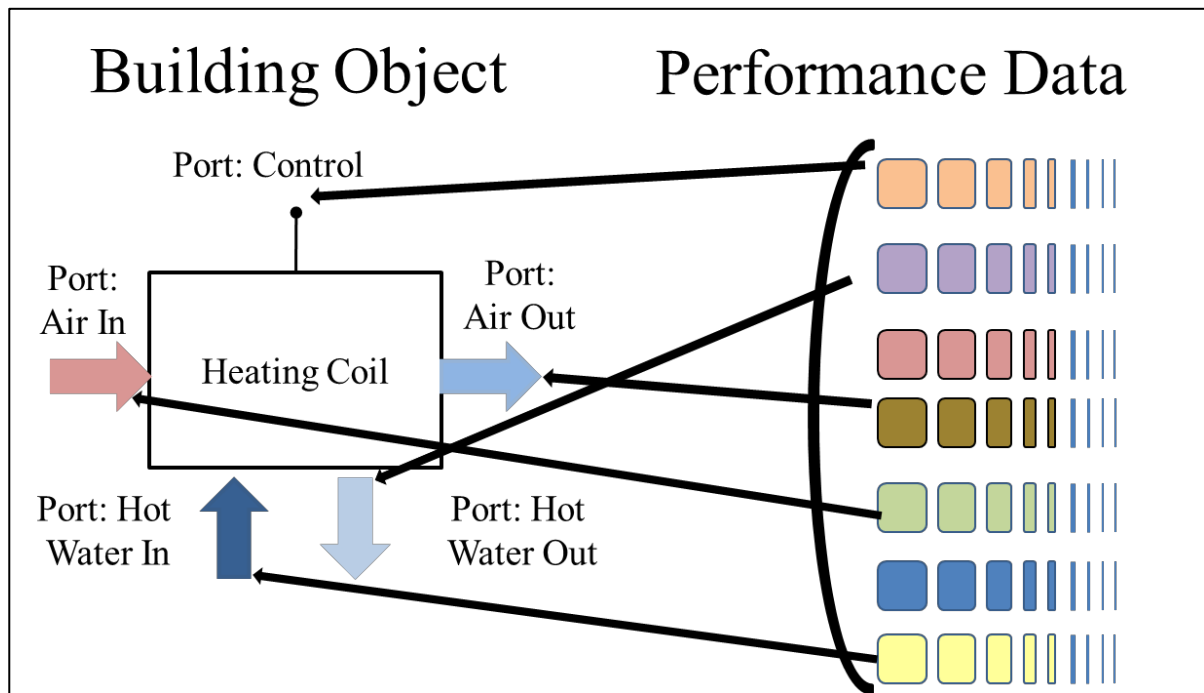 Building Object
Performance Data
Port: Control
Port:
Air In
Port:
Air Out
Heating Coil
Port: Hot
Water In
Port: Hot
Water Out